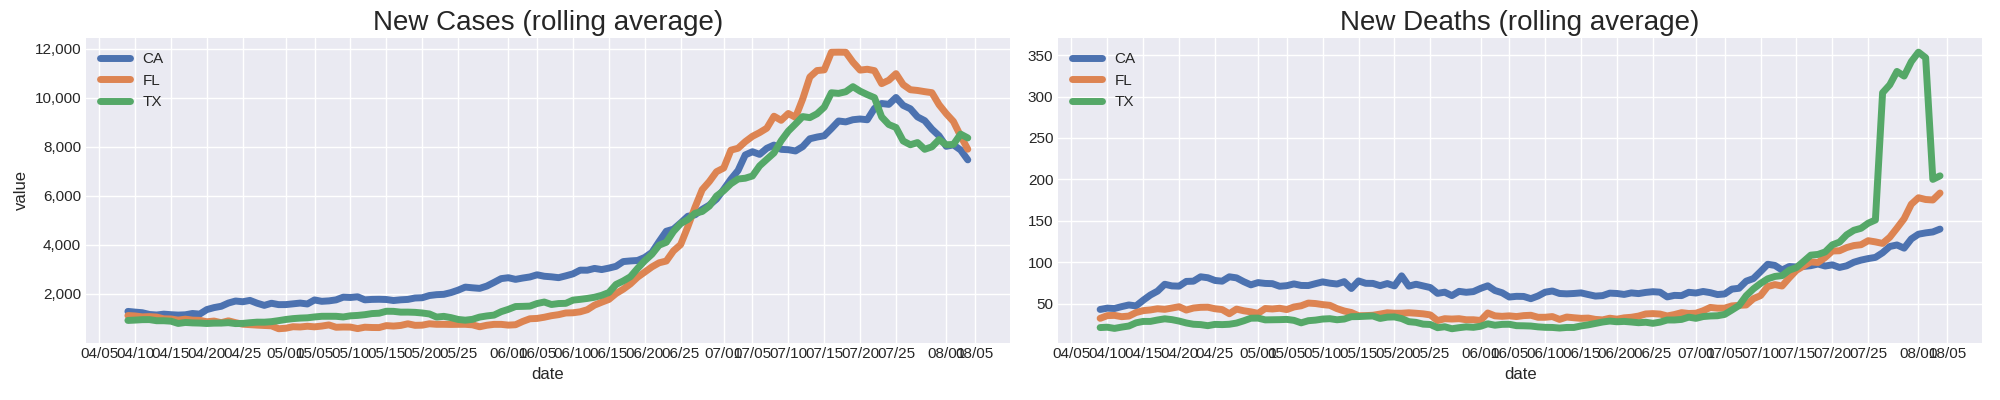 New Cases (rolling average)
12,000
10,000
8,000
6,000
4,000
2,000
value
CA
FL
TX
04/05 04/10 04/15 04/20 04/25 05/01 05/05 05/10 05/15 05/20 05/25 06/01 06/05 06/10 06/15 06/20 06/25 07/01 07/05 07/10 07/15 07/20 07/25 08/01 08/05
date
New Deaths (rolling average)
350
300
250
200
150
100
50
CA
FL
TX
04/05 04/10 04/15 04/20 04/25 05/01 05/05 05/10 05/15 05/20 05/25 06/01 06/05 06/10 06/15 06/20 06/25 07/01 07/05 07/10 07/15 07/20 07/25 08/01 08/05
date